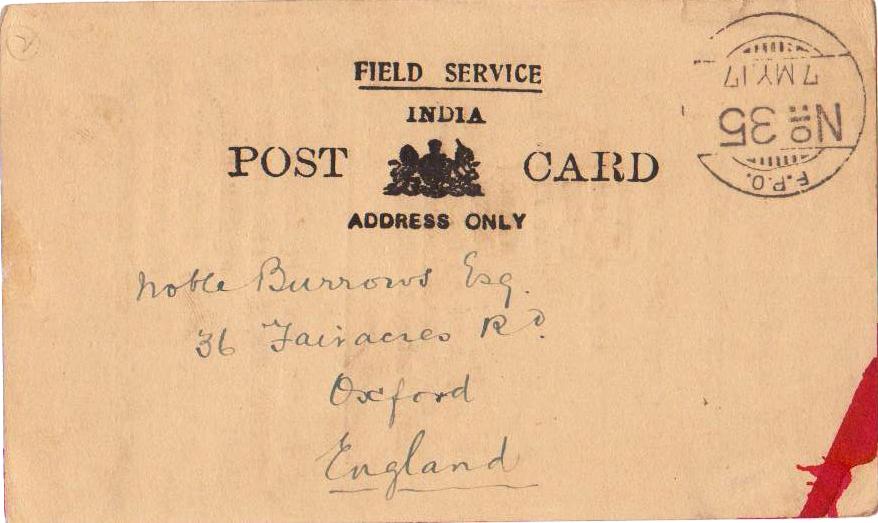 FIELD SERVICE
INDIA
POST CARD
ADDRESS ONLY
F.P.O.
No 35
7 MY.17
Noble Burrows Esq.
36 Fairacres Rd.
Oxford
England